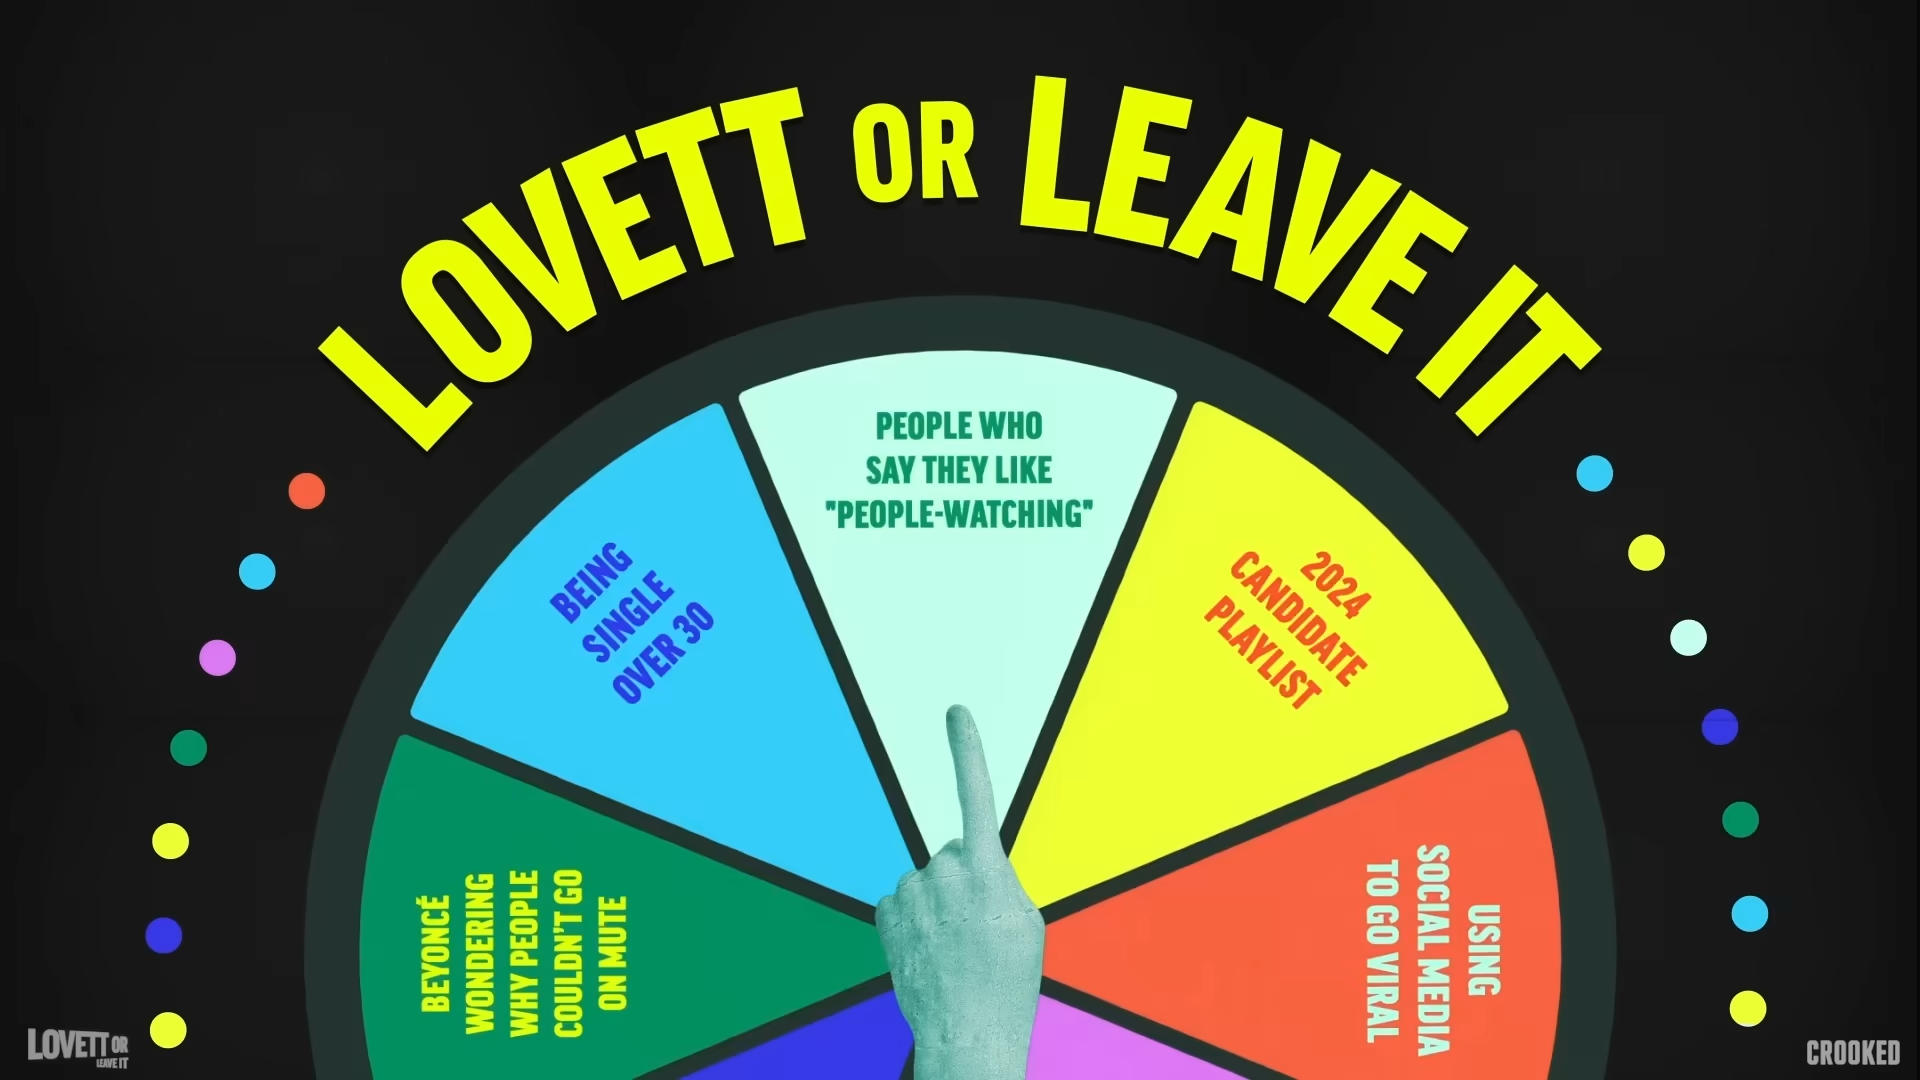 LOVETT OR LEAVE IT
PEOPLE WHO
SAY THEY LIKE
"PEOPLE-WATCHING"
BEING
SINGLE
OVER 30
2024
CANDIDATE
PLAYLIST
BEYONCÉ
WONDERING
WHY PEOPLE
COULDN'T GO
ON MUTE
USING
SOCIAL MEDIA
TO GO VIRAL
LOVETT OR
LEAVE IT
CROOKED